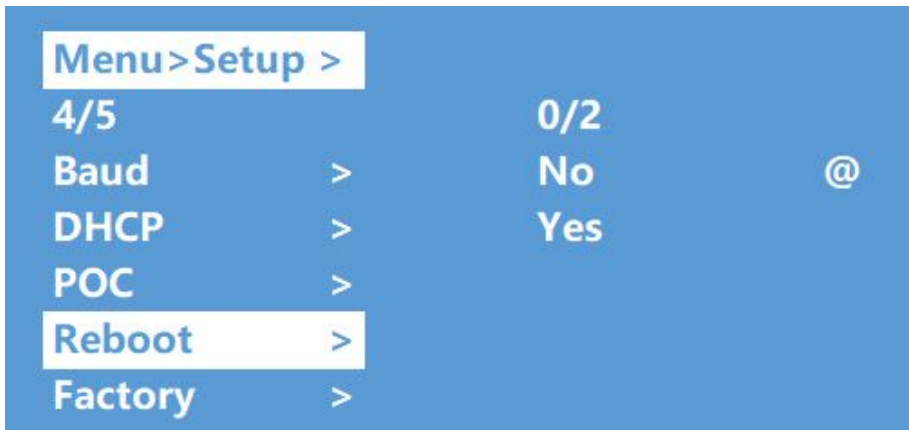 Menu>Setup >
4/5 0/2
Baud > No @
DHCP > Yes
POC >
Reboot >
Factory >